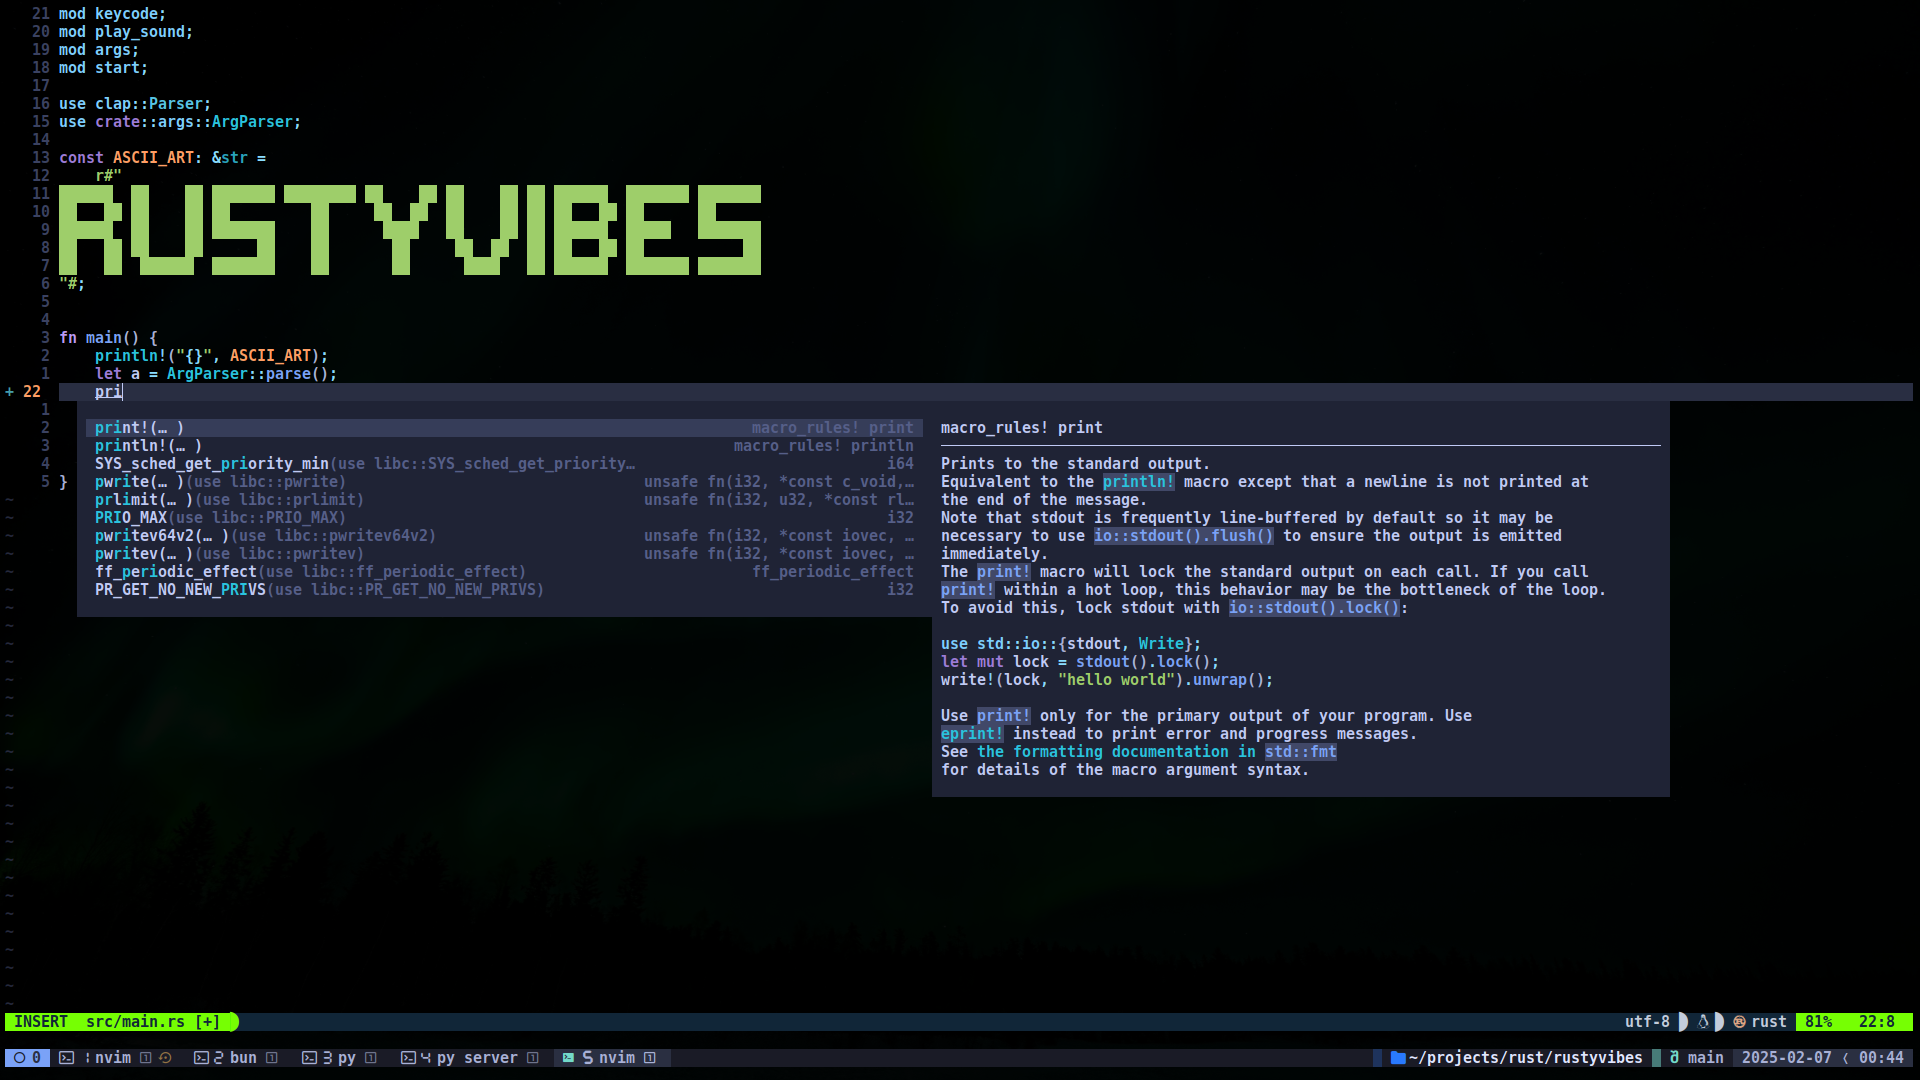 21 mod keycode;
20 mod play_sound;
19 mod args;
18 mod start;
17
16 use clap::Parser;
15 use crate::args::ArgParser;
14
13 const ASCII_ART: &str =
12     r#"
11
10
9 RUSTYVIBES
8
7
6 "#;
5
4
3 fn main() {
2     println!("{}", ASCII_ART);
1     let a = ArgParser::parse();
+ 22     pri
1
2 print!(… ) macro_rules! print
3 println!(… ) macro_rules! println
4 SYS_sched_get_priority_min(use libc::SYS_sched_get_priority… i64
5 } pwrite(… )(use libc::pwrite) unsafe fn(i32, *const c_void,…
~ prlimit(… )(use libc::prlimit) unsafe fn(i32, u32, *const rl…
~ PRIO_MAX(use libc::PRIO_MAX) i32
~ pwritev64v2(… )(use libc::pwritev64v2) unsafe fn(i32, *const iovec, …
~ pwritev(… )(use libc::pwritev) unsafe fn(i32, *const iovec, …
~ ff_periodic_effect(use libc::ff_periodic_effect) ff_periodic_effect
~ PR_GET_NO_NEW_PRIVS(use libc::PR_GET_NO_NEW_PRIVS) i32
macro_rules! print
Prints to the standard output.
Equivalent to the println! macro except that a newline is not printed at
the end of the message.
Note that stdout is frequently line-buffered by default so it may be
necessary to use io::stdout().flush() to ensure the output is emitted
immediately.
The print! macro will lock the standard output on each call. If you call
print! within a hot loop, this behavior may be the bottleneck of the loop.
To avoid this, lock stdout with io::stdout().lock():
use std::io::{stdout, Write};
let mut lock = stdout().lock();
write!(lock, "hello world").unwrap();
Use print! only for the primary output of your program. Use
eprint! instead to print error and progress messages.
See the formatting documentation in std::fmt
for details of the macro argument syntax.
INSERT src/main.rs [+] utf-8 rust 81% 22:8
0 1 nvim 1 2 bun 1 3 py 1 4 py server 1 5 nvim 1 ~/projects/rust/rustyvibes main 2025-02-07 00:44